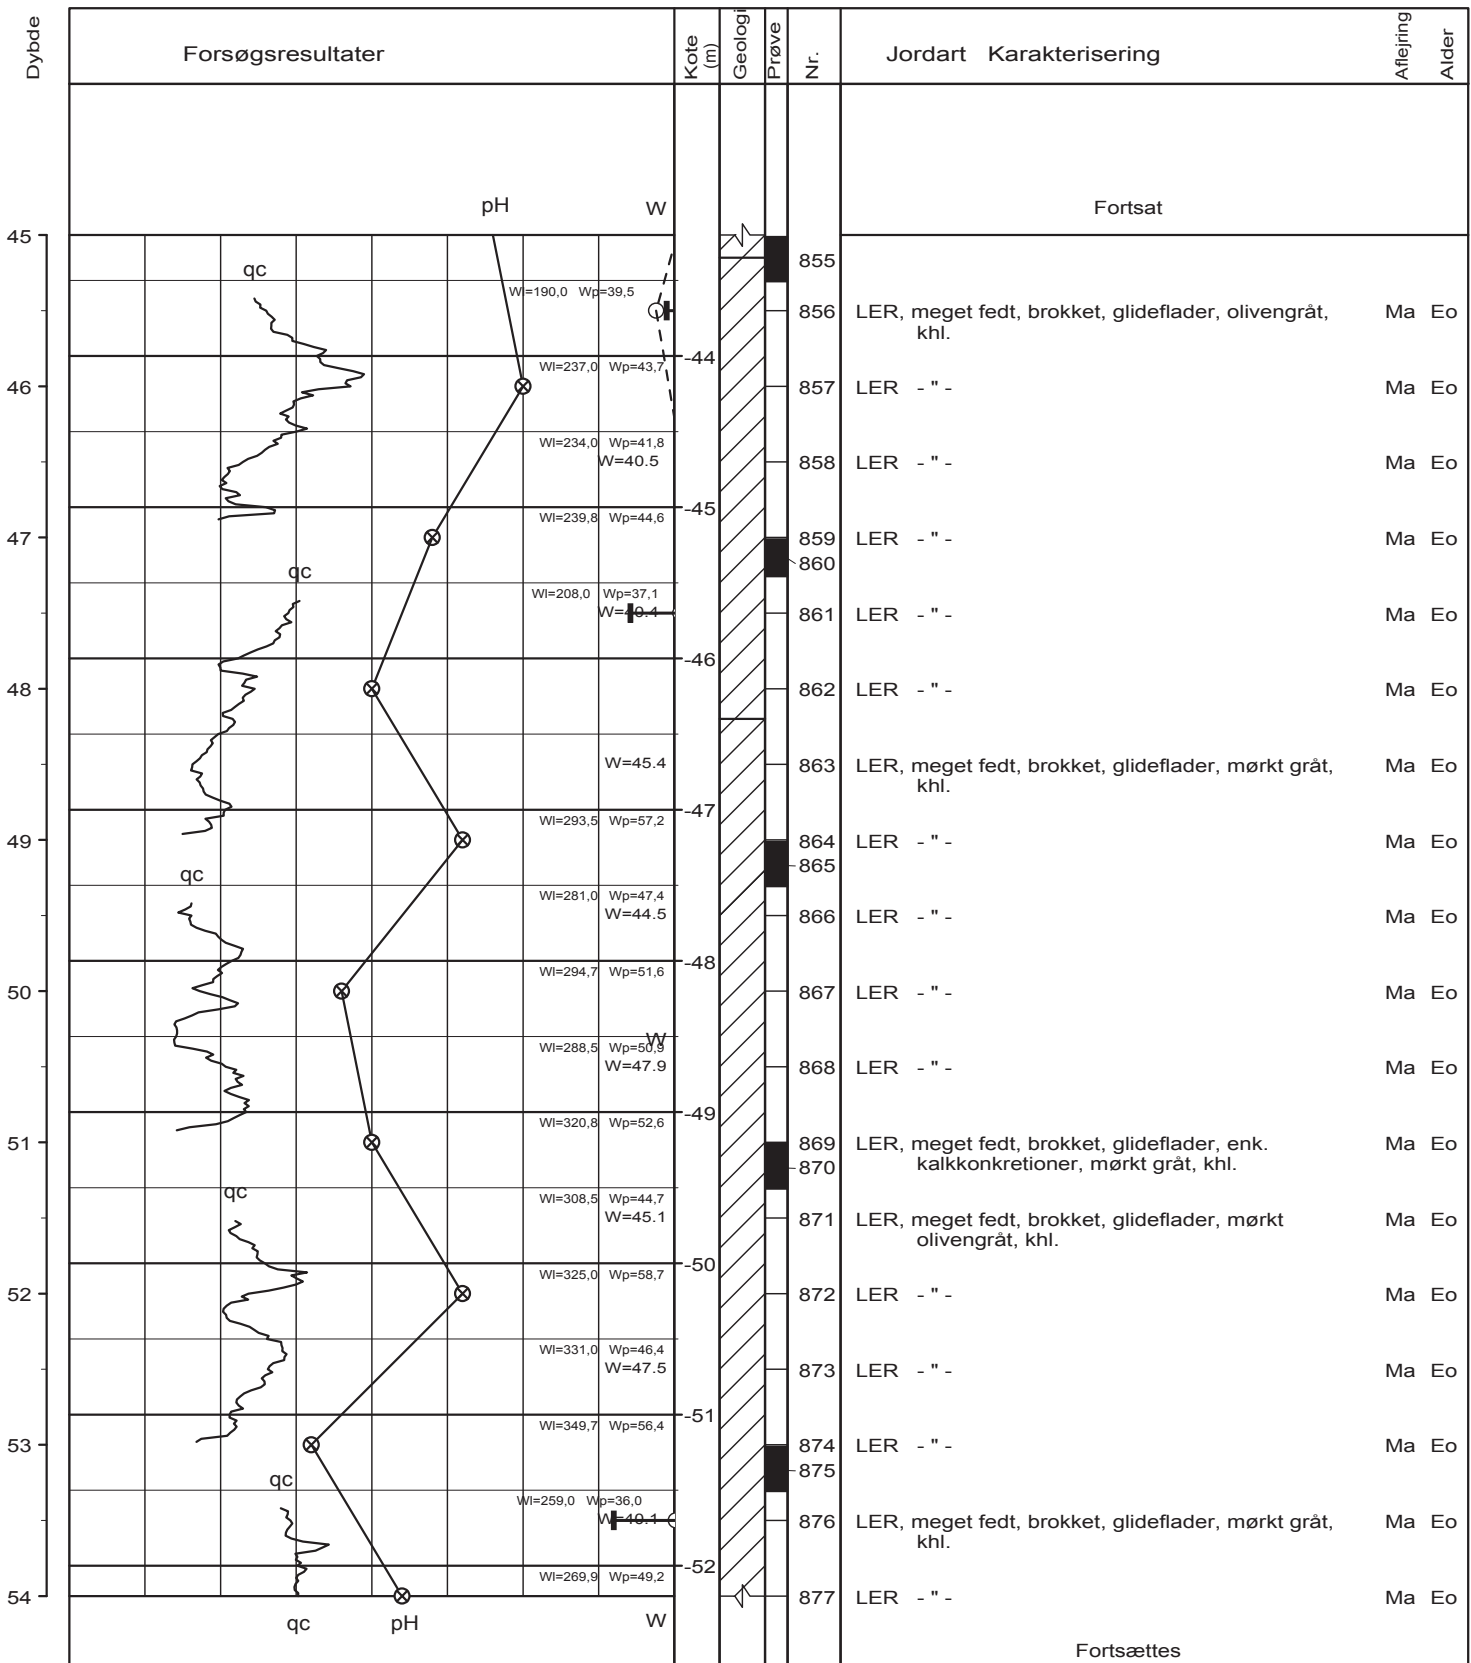 Dybde
Forsøgsresultater
Kote (m)
Geologi
Prøve
Nr.
Jordart Karakterisering
Aflejring
Alder
pH W Fortsat
45
855
qc
Wl=190,0 Wp=39,5
856 LER, meget fedt, brokket, glideflader, olivengråt, Ma Eo
khl.
-44
Wl=237,0 Wp=43,7
46 857 LER - " - Ma Eo
Wl=234,0 Wp=41,8
W=40.5 858 LER - " - Ma Eo
-45
Wl=239,8 Wp=44,6
47 859 LER - " - Ma Eo
860
qc
Wl=208,0 Wp=37,1
W=40.4 861 LER - " - Ma Eo
-46
48 862 LER - " - Ma Eo
W=45.4 863 LER, meget fedt, brokket, glideflader, mørkt gråt, Ma Eo
khl.
-47
Wl=293,5 Wp=57,2
49 864 LER - " - Ma Eo
865
qc
Wl=281,0 Wp=47,4
W=44.5 866 LER - " - Ma Eo
-48
Wl=294,7 Wp=51,6
50 867 LER - " - Ma Eo
W
Wl=288,5 Wp=50,9
W=47.9 868 LER - " - Ma Eo
-49
Wl=320,8 Wp=52,6
51 869 LER, meget fedt, brokket, glideflader, enk. Ma Eo
870 kalkkonkretioner, mørkt gråt, khl.
qc
Wl=308,5 Wp=44,7
W=45.1 871 LER, meget fedt, brokket, glideflader, mørkt Ma Eo
olivengråt, khl.
-50
Wl=325,0 Wp=58,7
52 872 LER - " - Ma Eo
Wl=331,0 Wp=46,4
W=47.5 873 LER - " - Ma Eo
-51
Wl=349,7 Wp=56,4
53 874 LER - " - Ma Eo
875
qc
Wl=259,0 Wp=36,0
W=40.1 876 LER, meget fedt, brokket, glideflader, mørkt gråt, Ma Eo
khl.
-52
Wl=269,9 Wp=49,2
54 877 LER - " - Ma Eo
qc pH W
Fortsættes